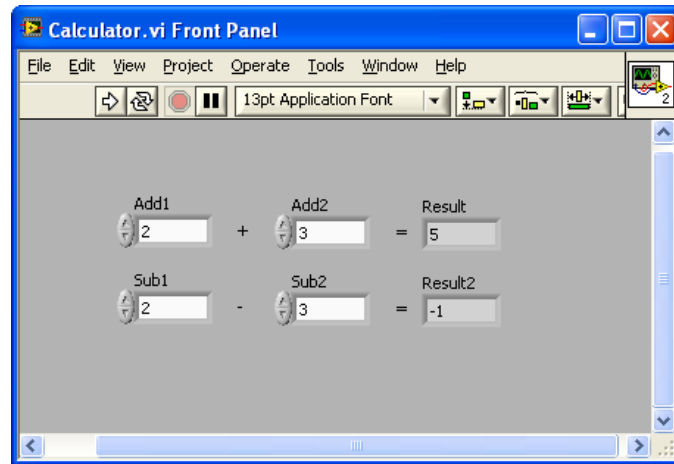 Calculator.vi Front Panel
File Edit View Project Operate Tools Window Help
13pt Application Font
2
Add1 Add2 Result
2 + 3 = 5
Sub1 Sub2 Result2
2 - 3 = -1